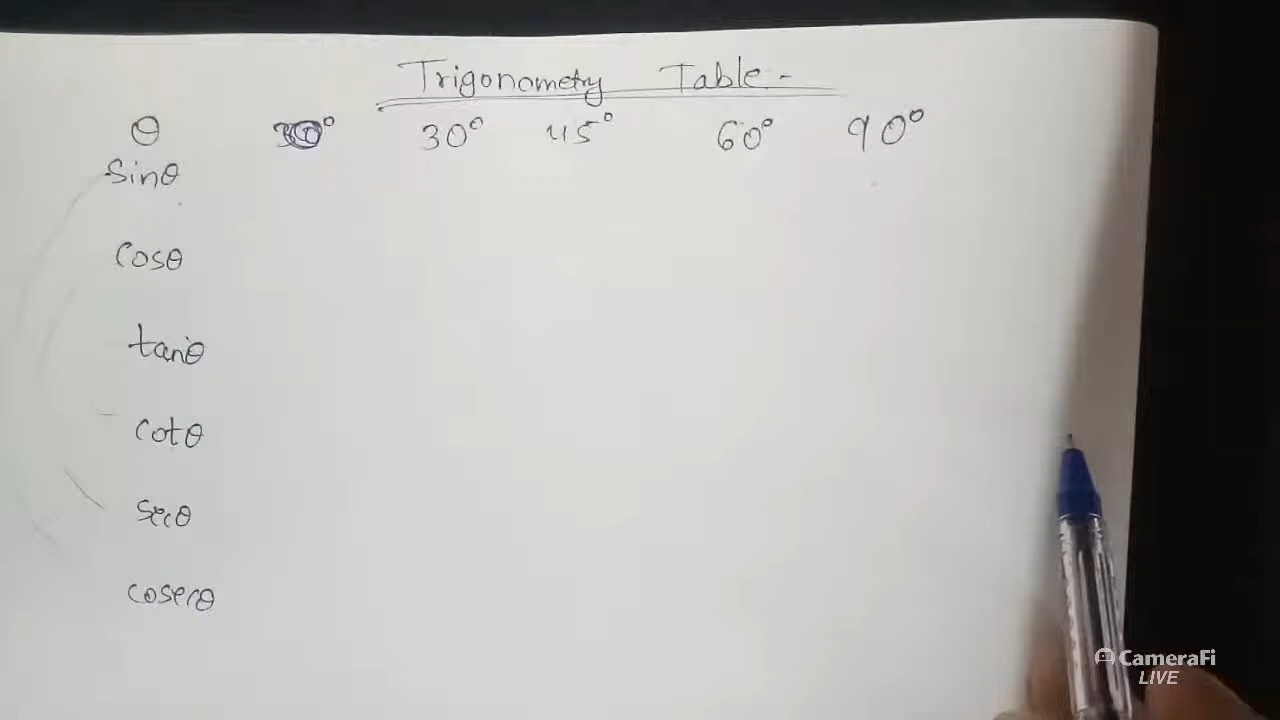 Trigonometry Table -
θ 30° 45° 60° 90°
Sinθ
Cosθ
tanθ
cotθ
secθ
cosecθ
CameraFi
LIVE